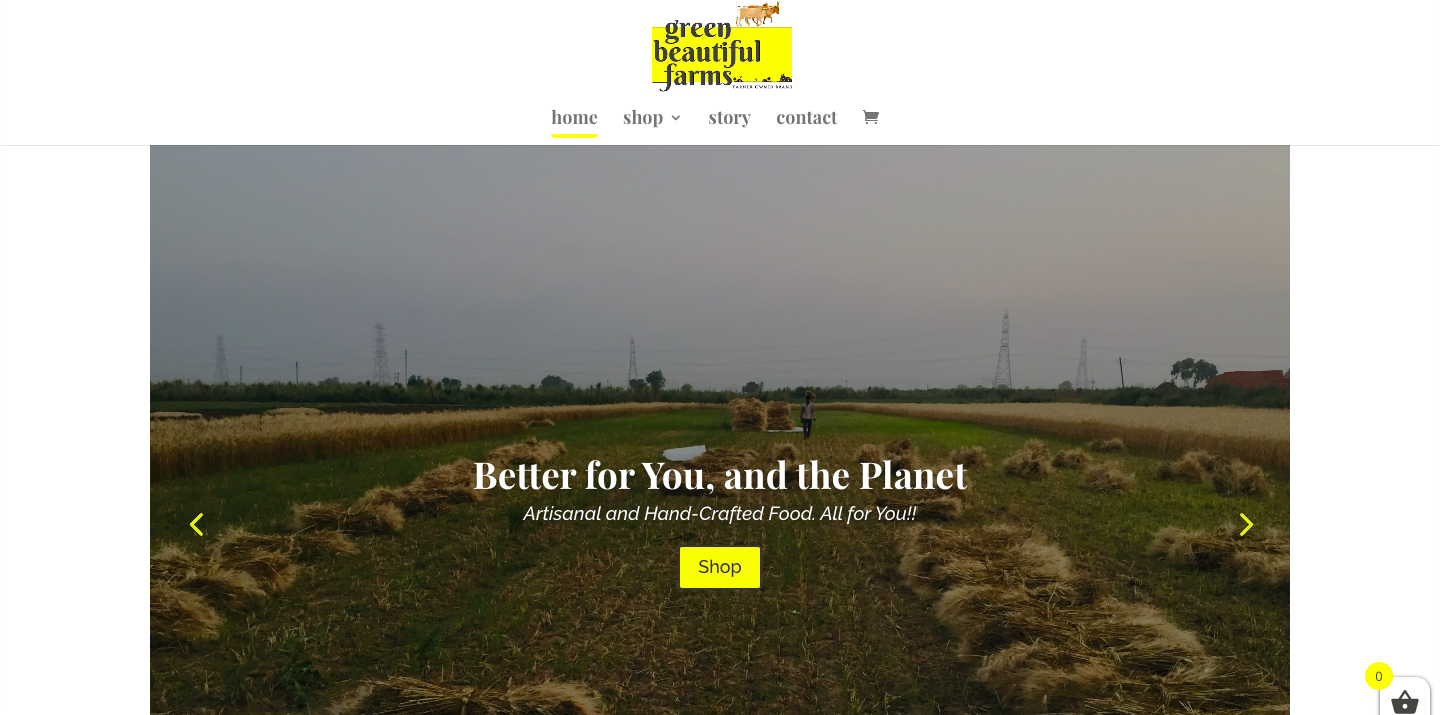 green
beautiful
farms
FARMER OWNED BRAND
home shop story contact
Better for You, and the Planet
Artisanal and Hand-Crafted Food. All for You!!
Shop
0